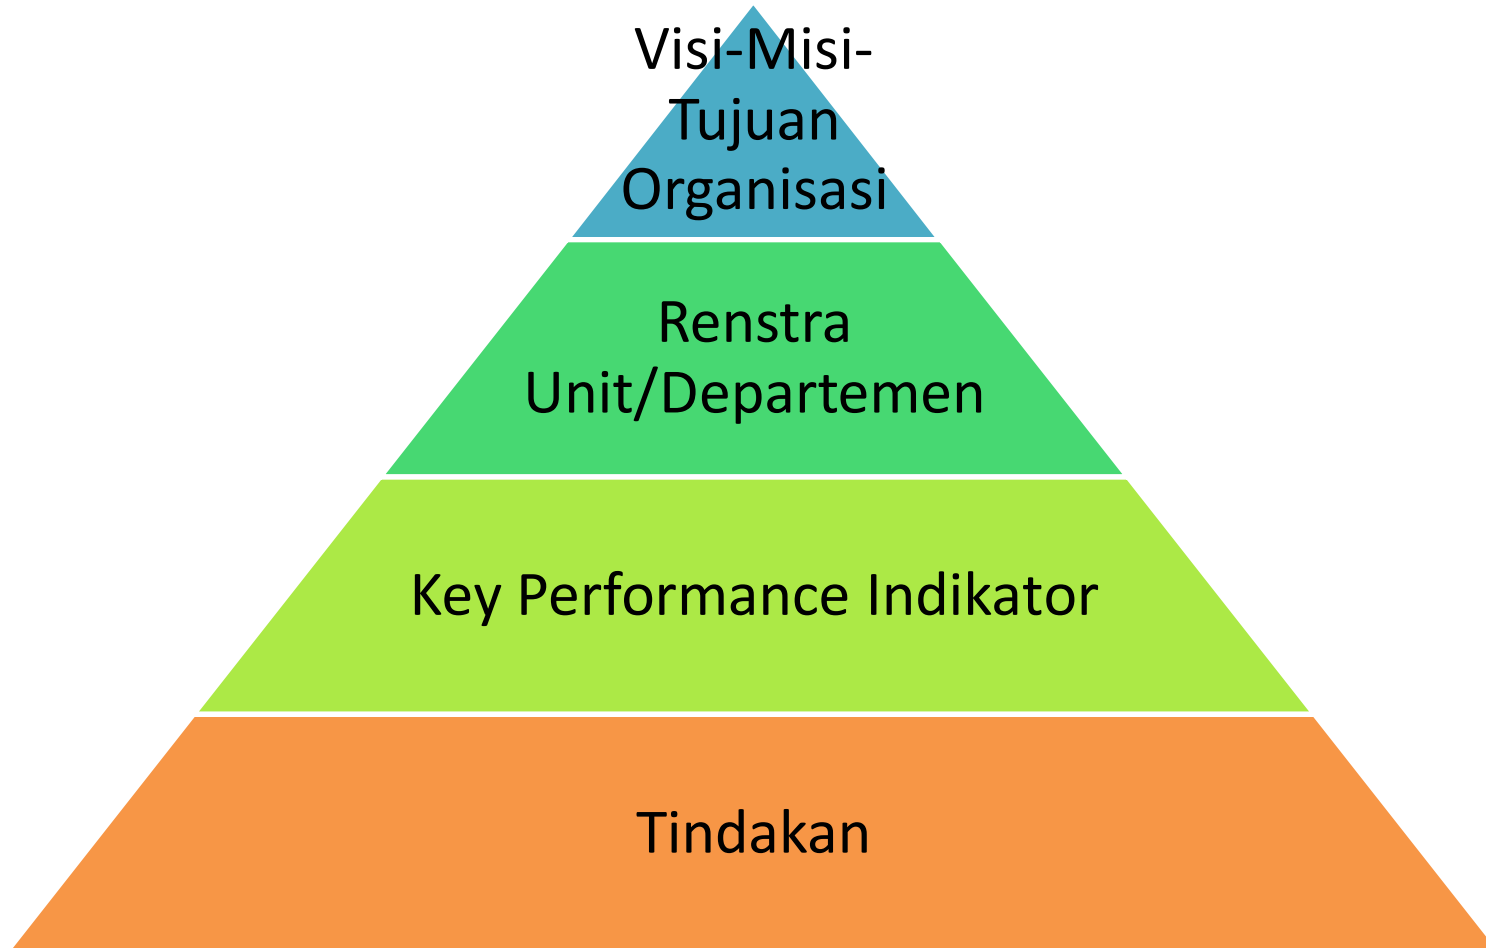 Visi-Misi-
Tujuan
Organisasi
Renstra
Unit/Departemen
Key Performance Indikator
Tindakan